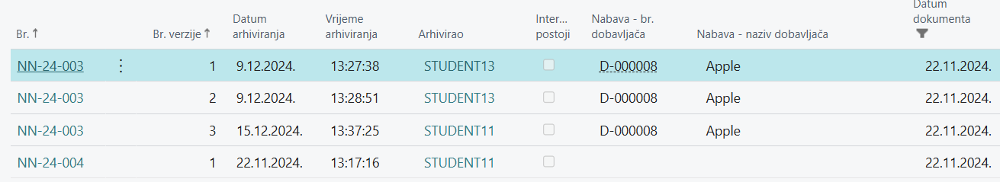 Br. ↑ Br. verzije ↑ Datum arhiviranja Vrijeme arhiviranja Arhivirao Inter... postoji Nabava - br. dobavljača Nabava - naziv dobavljača Datum dokumenta
NN-24-003 ⋮ 1 9.12.2024. 13:27:38 STUDENT13 D-000008 Apple 22.11.2024.
NN-24-003 2 9.12.2024. 13:28:51 STUDENT13 D-000008 Apple 22.11.2024.
NN-24-003 3 15.12.2024. 13:37:25 STUDENT11 D-000008 Apple 22.11.2024.
NN-24-004 1 22.11.2024. 13:17:16 STUDENT11 22.11.2024.